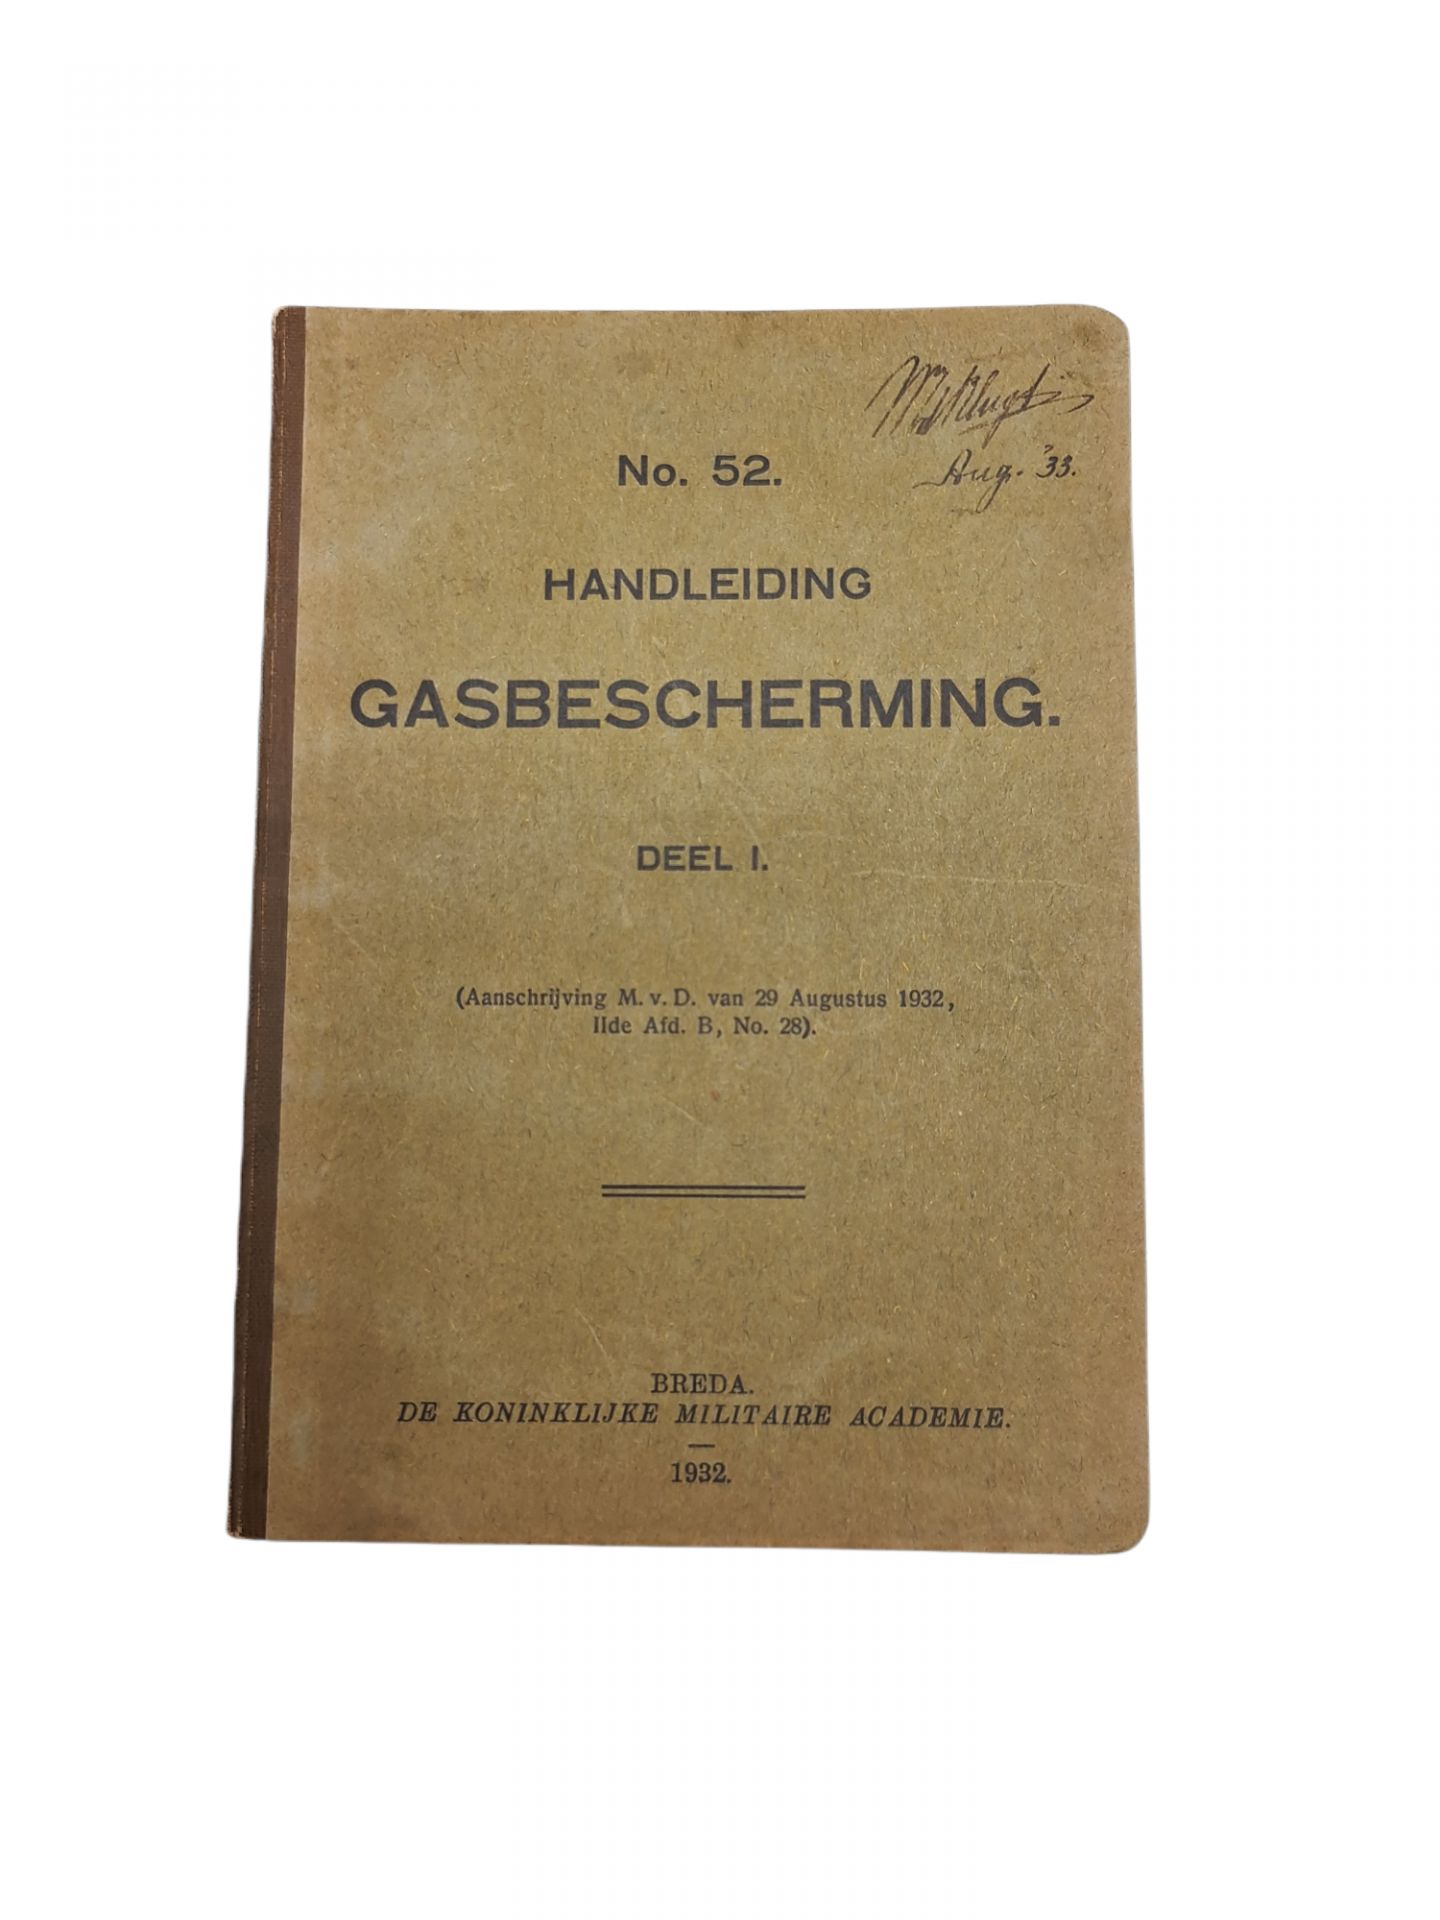 Aug. '33.
No. 52.
HANDLEIDING
GASBESCHERMING.
DEEL I.
(Aanschrijving M. v. D. van 29 Augustus 1932,
IIde Afd. B, No. 28).
BREDA.
DE KONINKLIJKE MILITAIRE ACADEMIE.
1932.